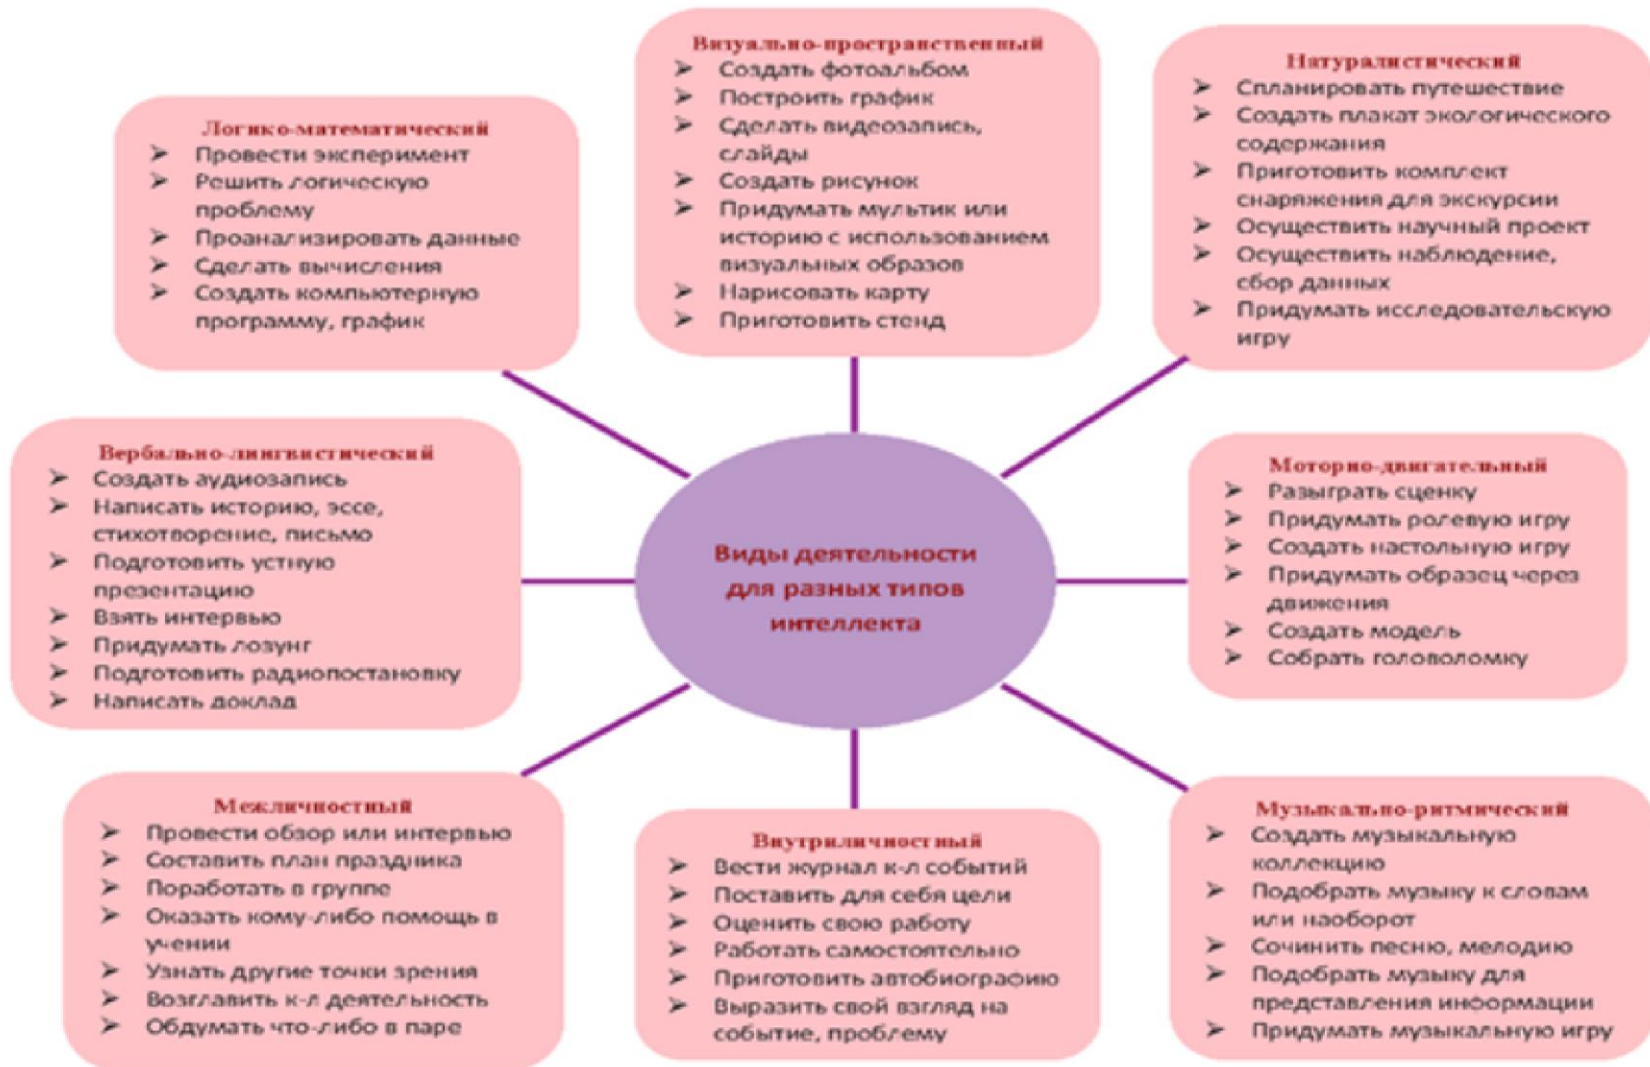 Визуально-пространственный
➤ Создать фотоальбом
➤ Построить график
➤ Сделать видеозапись,
слайды
➤ Создать рисунок
➤ Придумать мультик или
историю с использованием
визуальных образов
➤ Нарисовать карту
➤ Приготовить стенд
Натуралистический
➤ Спланировать путешествие
➤ Создать плакат экологического
содержания
➤ Приготовить комплект
снаряжения для экскурсии
➤ Осуществить научный проект
➤ Осуществить наблюдение,
сбор данных
➤ Придумать исследовательскую
игру
Логико-математический
➤ Провести эксперимент
➤ Решить логическую
проблему
➤ Проанализировать данные
➤ Сделать вычисления
➤ Создать компьютерную
программу, график
Вербально-лингвистический
➤ Создать аудиозапись
➤ Написать историю, эссе,
стихотворение, письмо
➤ Подготовить устную
презентацию
➤ Взять интервью
➤ Придумать лозунг
➤ Подготовить радиопостановку
➤ Написать доклад
Виды деятельности
для разных типов
интеллекта
Моторно-двигательный
➤ Разыграть сценку
➤ Придумать ролевую игру
➤ Создать настольную игру
➤ Придумать образец через
движения
➤ Создать модель
➤ Собрать головоломку
Межличностный
➤ Провести обзор или интервью
➤ Составить план праздника
➤ Поработать в группе
➤ Оказать кому-либо помощь в
учении
➤ Узнать другие точки зрения
➤ Возглавить к-л деятельность
➤ Обдумать что-либо в паре
Внутриличностный
➤ Вести журнал к-л событий
➤ Поставить для себя цели
➤ Оценить свою работу
➤ Работать самостоятельно
➤ Приготовить автобиографию
➤ Выразить свой взгляд на
событие, проблему
Музыкально-ритмический
➤ Создать музыкальную
коллекцию
➤ Подобрать музыку к словам
или наоборот
➤ Сочинить песню, мелодию
➤ Подобрать музыку для
представления информации
➤ Придумать музыкальную игру